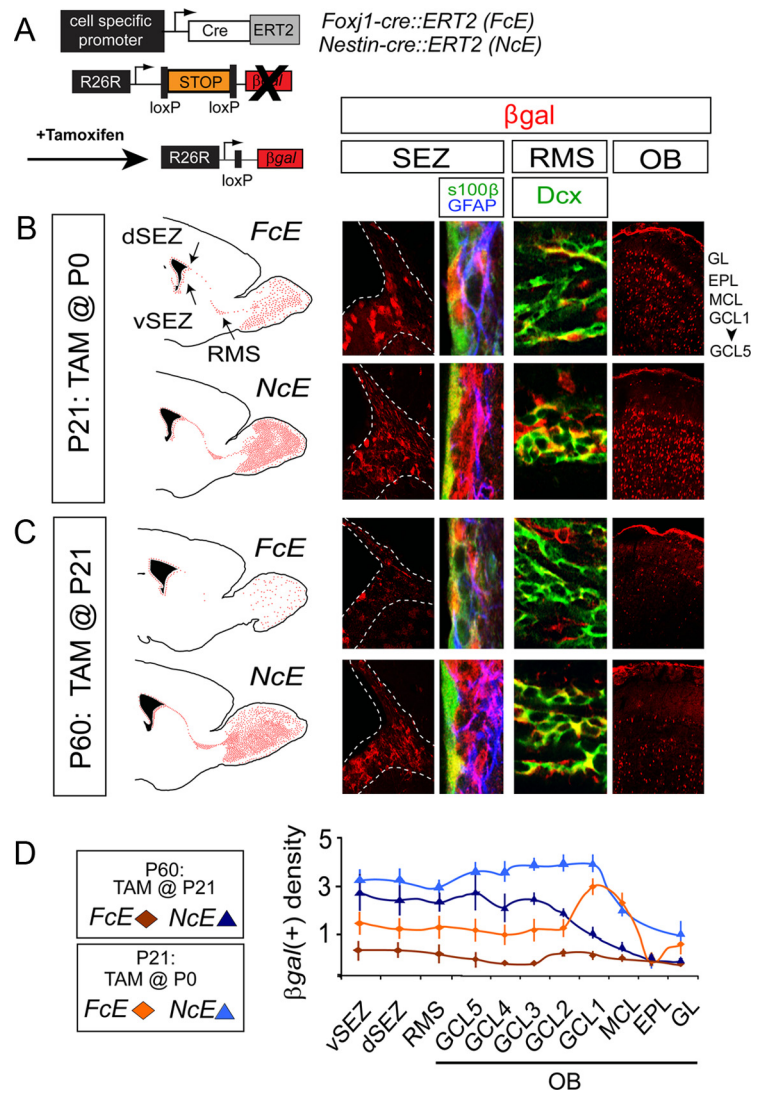 A
cell specific
promoter
Cre
ERT2
Foxj1-cre::ERT2 (FcE)
Nestin-cre::ERT2 (NcE)
R26R
STOP
βgal
X
loxP
loxP
+Tamoxifen
R26R
βgal
loxP
βgal
SEZ
RMS
OB
s100β
GFAP
Dcx
B
P21: TAM @ P0
dSEZ
FcE
vSEZ
RMS
GL
EPL
MCL
GCL1
GCL5
NcE
C
P60: TAM @ P21
FcE
NcE
D
P60:
TAM @ P21
FcE NcE
P21:
TAM @ P0
FcE NcE
βgal(+) density
5
3
1
vSEZ
dSEZ
RMS
GCL5
GCL4
GCL3
GCL2
GCL1
MCL
EPL
GL
OB